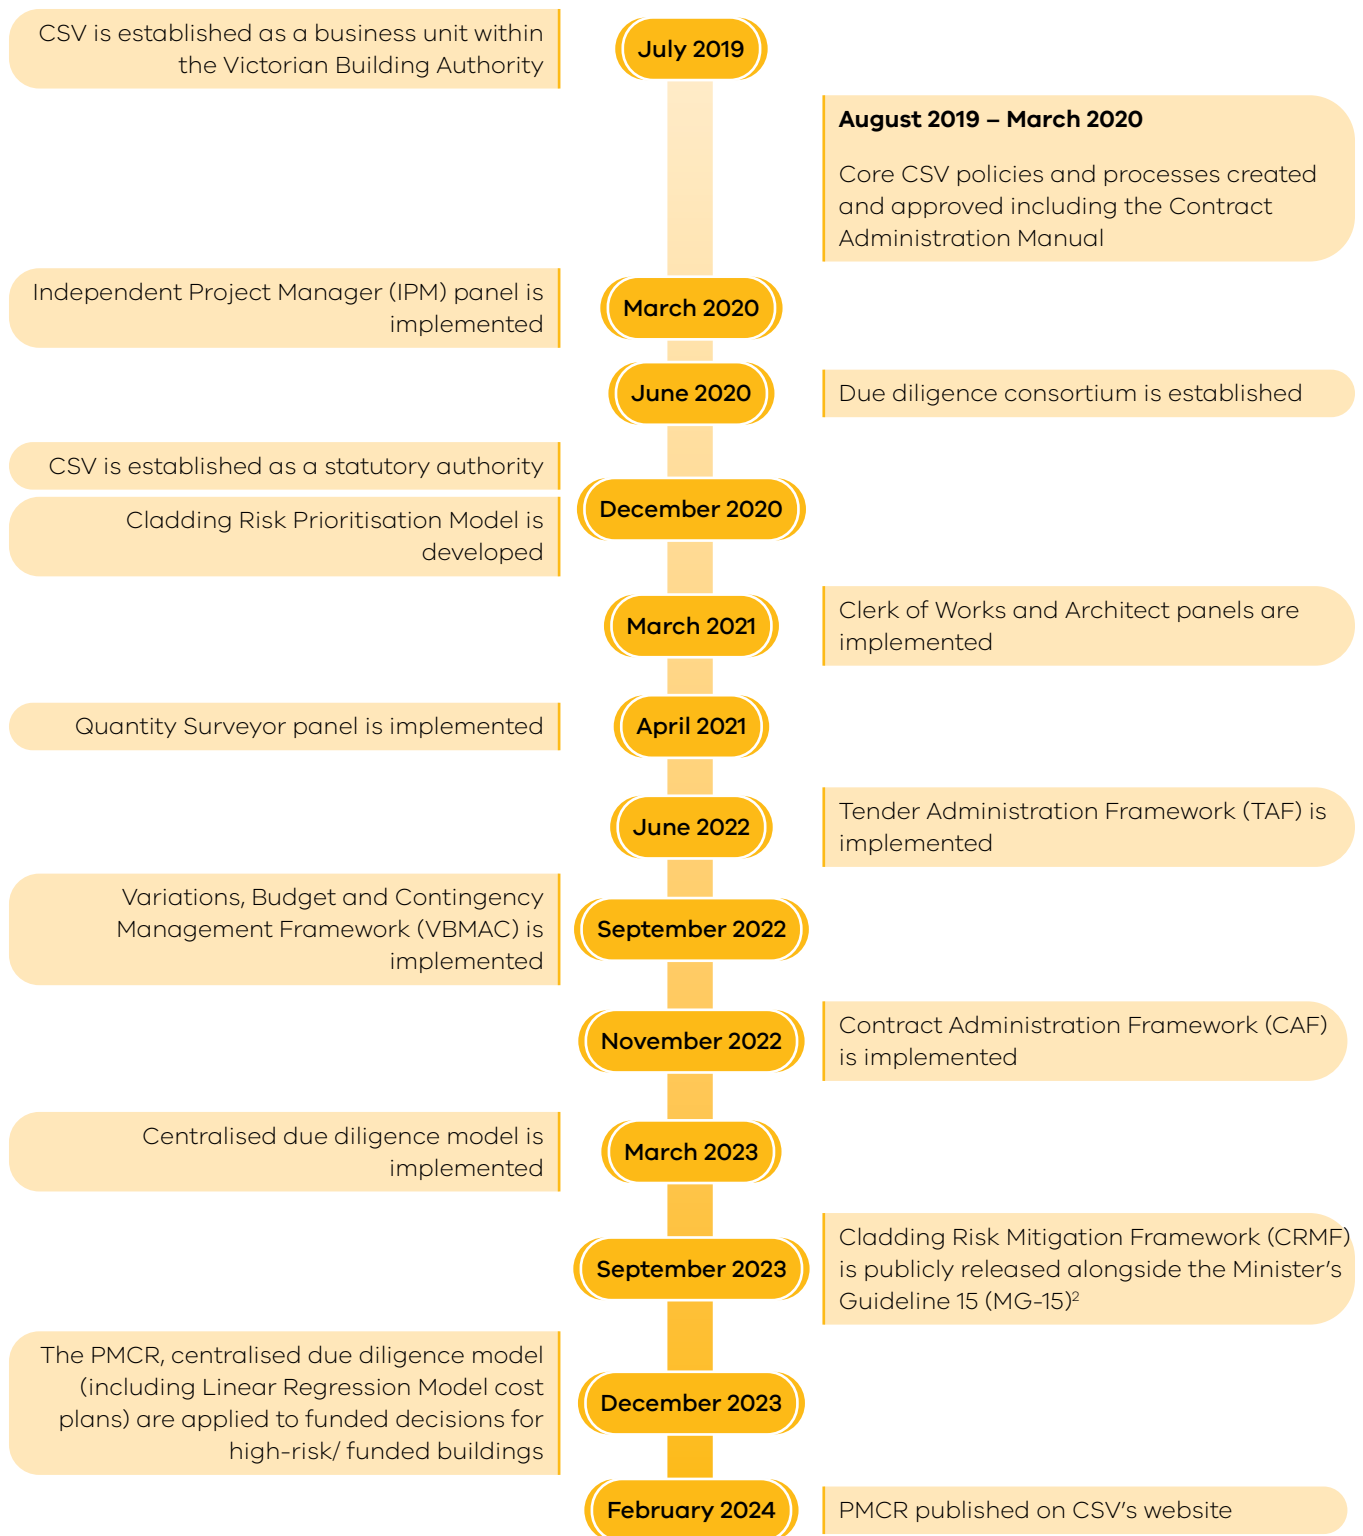 CSV is established as a business unit within
the Victorian Building Authority
July 2019
August 2019 – March 2020
Core CSV policies and processes created
and approved including the Contract
Administration Manual
Independent Project Manager (IPM) panel is
implemented
March 2020
June 2020
Due diligence consortium is established
CSV is established as a statutory authority
Cladding Risk Prioritisation Model is
developed
December 2020
March 2021
Clerk of Works and Architect panels are
implemented
Quantity Surveyor panel is implemented
April 2021
June 2022
Tender Administration Framework (TAF) is
implemented
Variations, Budget and Contingency
Management Framework (VBMAC) is
implemented
September 2022
November 2022
Contract Administration Framework (CAF)
is implemented
Centralised due diligence model is
implemented
March 2023
September 2023
Cladding Risk Mitigation Framework (CRMF)
is publicly released alongside the Minister’s
Guideline 15 (MG-15)²
The PMCR, centralised due diligence model
(including Linear Regression Model cost
plans) are applied to funded decisions for
high-risk/ funded buildings
December 2023
February 2024
PMCR published on CSV’s website